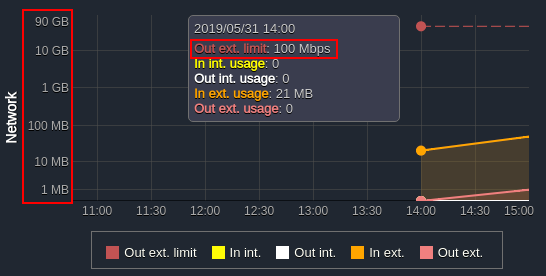 90 GB
10 GB
1 GB
100 MB
10 MB
1 MB
Network
2019/05/31 14:00
Out ext. limit: 100 Mbps
In int. usage: 0
Out int. usage: 0
In ext. usage: 21 MB
Out ext. usage: 0
11:00 11:30 12:00 12:30 13:00 13:30 14:00 14:30 15:00
Out ext. limit In int. Out int. In ext. Out ext.